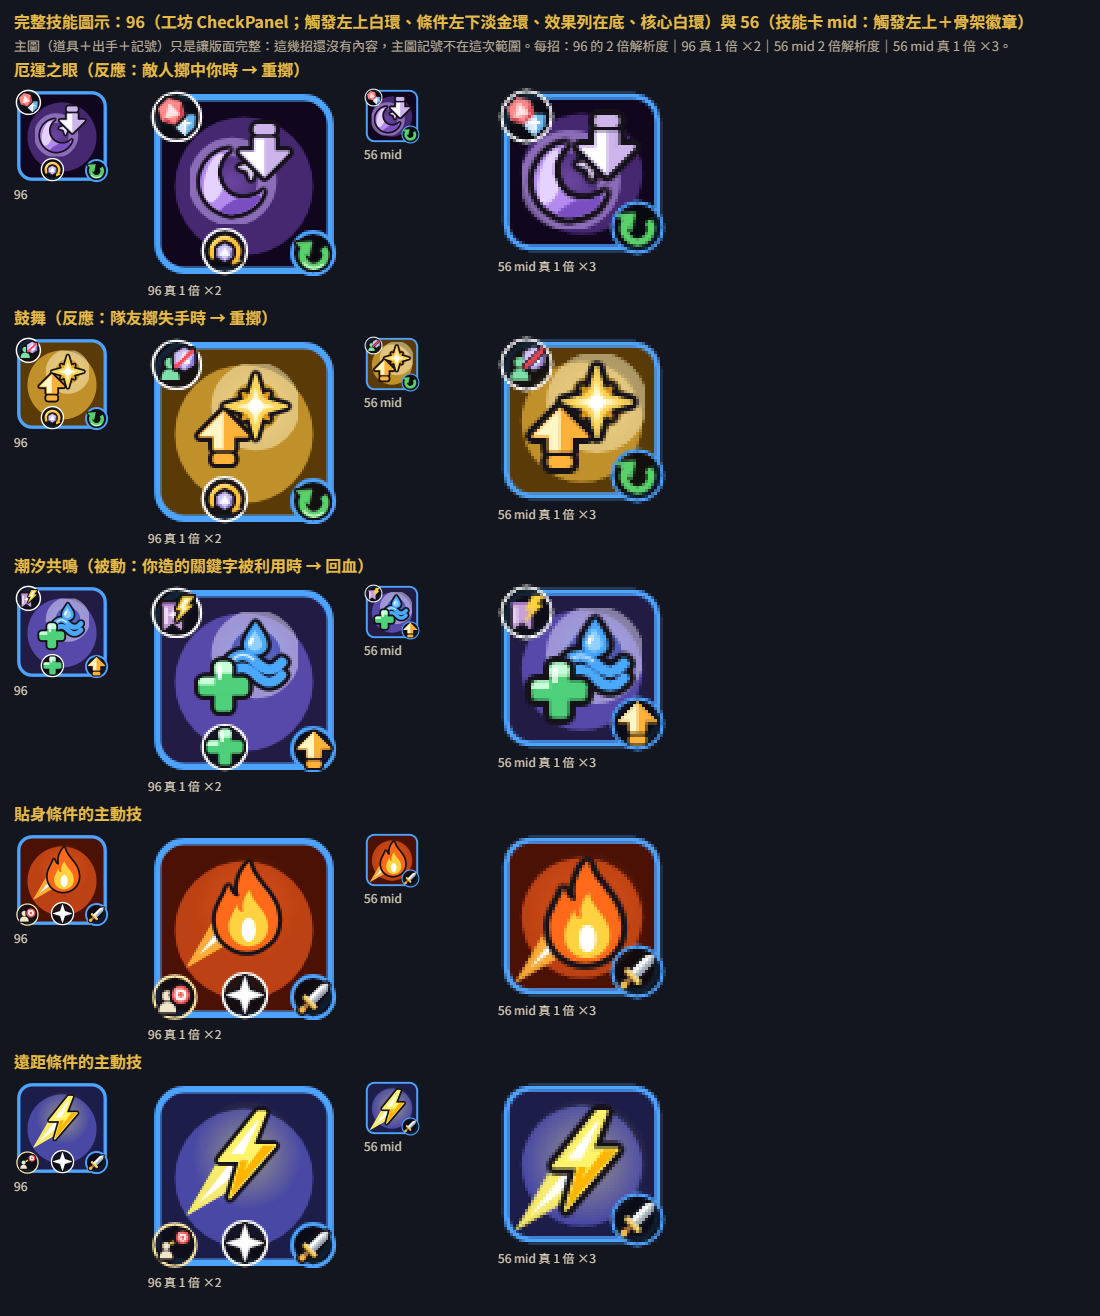 完整技能圖示：96（工坊 CheckPanel；觸發左上白環、條件左下淡金環、效果列在底、核心白環）與 56（技能卡 mid：觸發左上＋骨架徽章）
主圖（道具＋出手＋記號）只是讓版面完整：這幾招還沒有內容，主圖記號不在這次範圍。每招：96 的 2 倍解析度｜96 真 1 倍 ×2｜56 mid 2 倍解析度｜56 mid 真 1 倍 ×3。
厄運之眼（反應：敵人擲中你時 → 重擲）
96
96 真 1 倍 ×2
56 mid
56 mid 真 1 倍 ×3
鼓舞（反應：隊友擲失手時 → 重擲）
96
96 真 1 倍 ×2
56 mid
56 mid 真 1 倍 ×3
潮汐共鳴（被動：你造的關鍵字被利用時 → 回血）
96
96 真 1 倍 ×2
56 mid
56 mid 真 1 倍 ×3
貼身條件的主動技
96
96 真 1 倍 ×2
56 mid
56 mid 真 1 倍 ×3
遠距條件的主動技
96
96 真 1 倍 ×2
56 mid
56 mid 真 1 倍 ×3